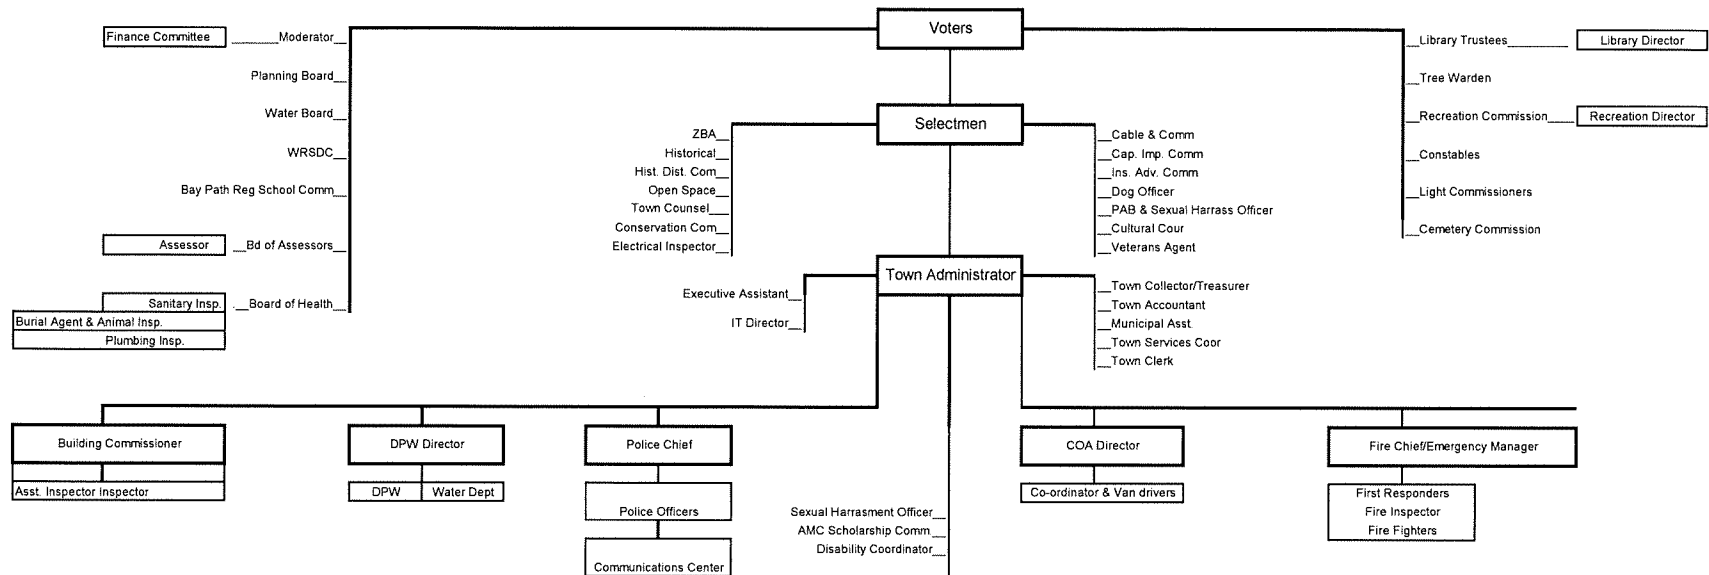 Voters
Finance Committee
Moderator
Planning Board
Water Board
WRSDC
Bay Path Reg School Comm
Assessor
Bd of Assessors
Sanitary Insp.
Board of Health
Burial Agent & Animal Insp.
Plumbing Insp.
Library Trustees
Library Director
Tree Warden
Recreation Commission
Recreation Director
Constables
Light Commissioners
Cemetery Commission
Selectmen
ZBA
Historical
Hist. Dist. Com
Open Space
Town Counsel
Conservation Com
Electrical Inspector
Cable & Comm
Cap. Imp. Comm
Ins. Adv. Comm
Dog Officer
PAB & Sexual Harrass Officer
Cultural Cour
Veterans Agent
Town Administrator
Executive Assistant
IT Director
Town Collector/Treasurer
Town Accountant
Municipal Asst.
Town Services Coor
Town Clerk
Building Commissioner
Asst. Inspector Inspector
DPW Director
DPW
Water Dept
Police Chief
Police Officers
Communications Center
Sexual Harrasment Officer
AMC Scholarship Comm
Disability Coordinator
COA Director
Co-ordinator & Van drivers
Fire Chief/Emergency Manager
First Responders
Fire Inspector
Fire Fighters